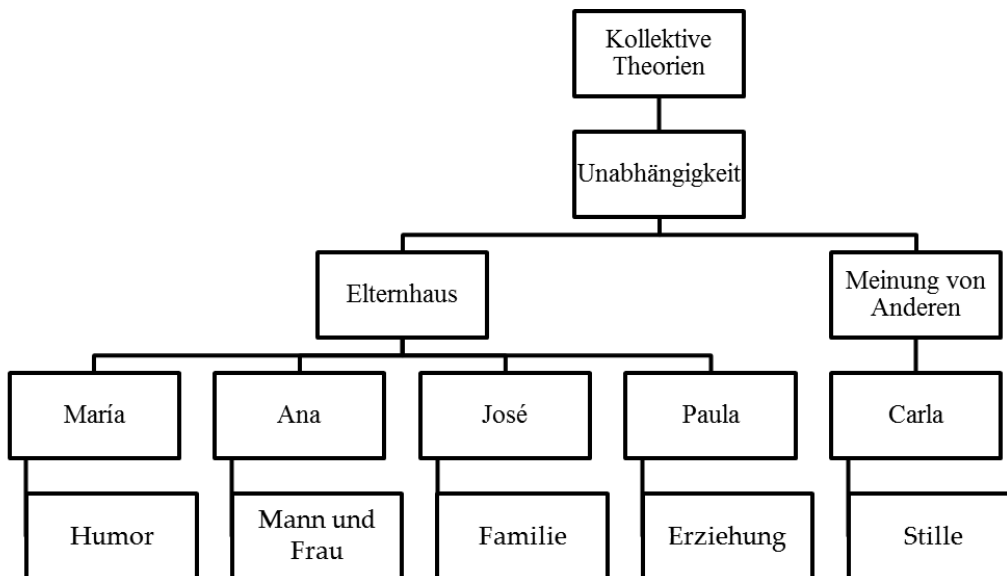 Kollektive
Theorien
Unabhängigkeit
Elternhaus
Meinung von
Anderen
María
Ana
José
Paula
Carla
Humor
Mann und
Frau
Familie
Erziehung
Stille